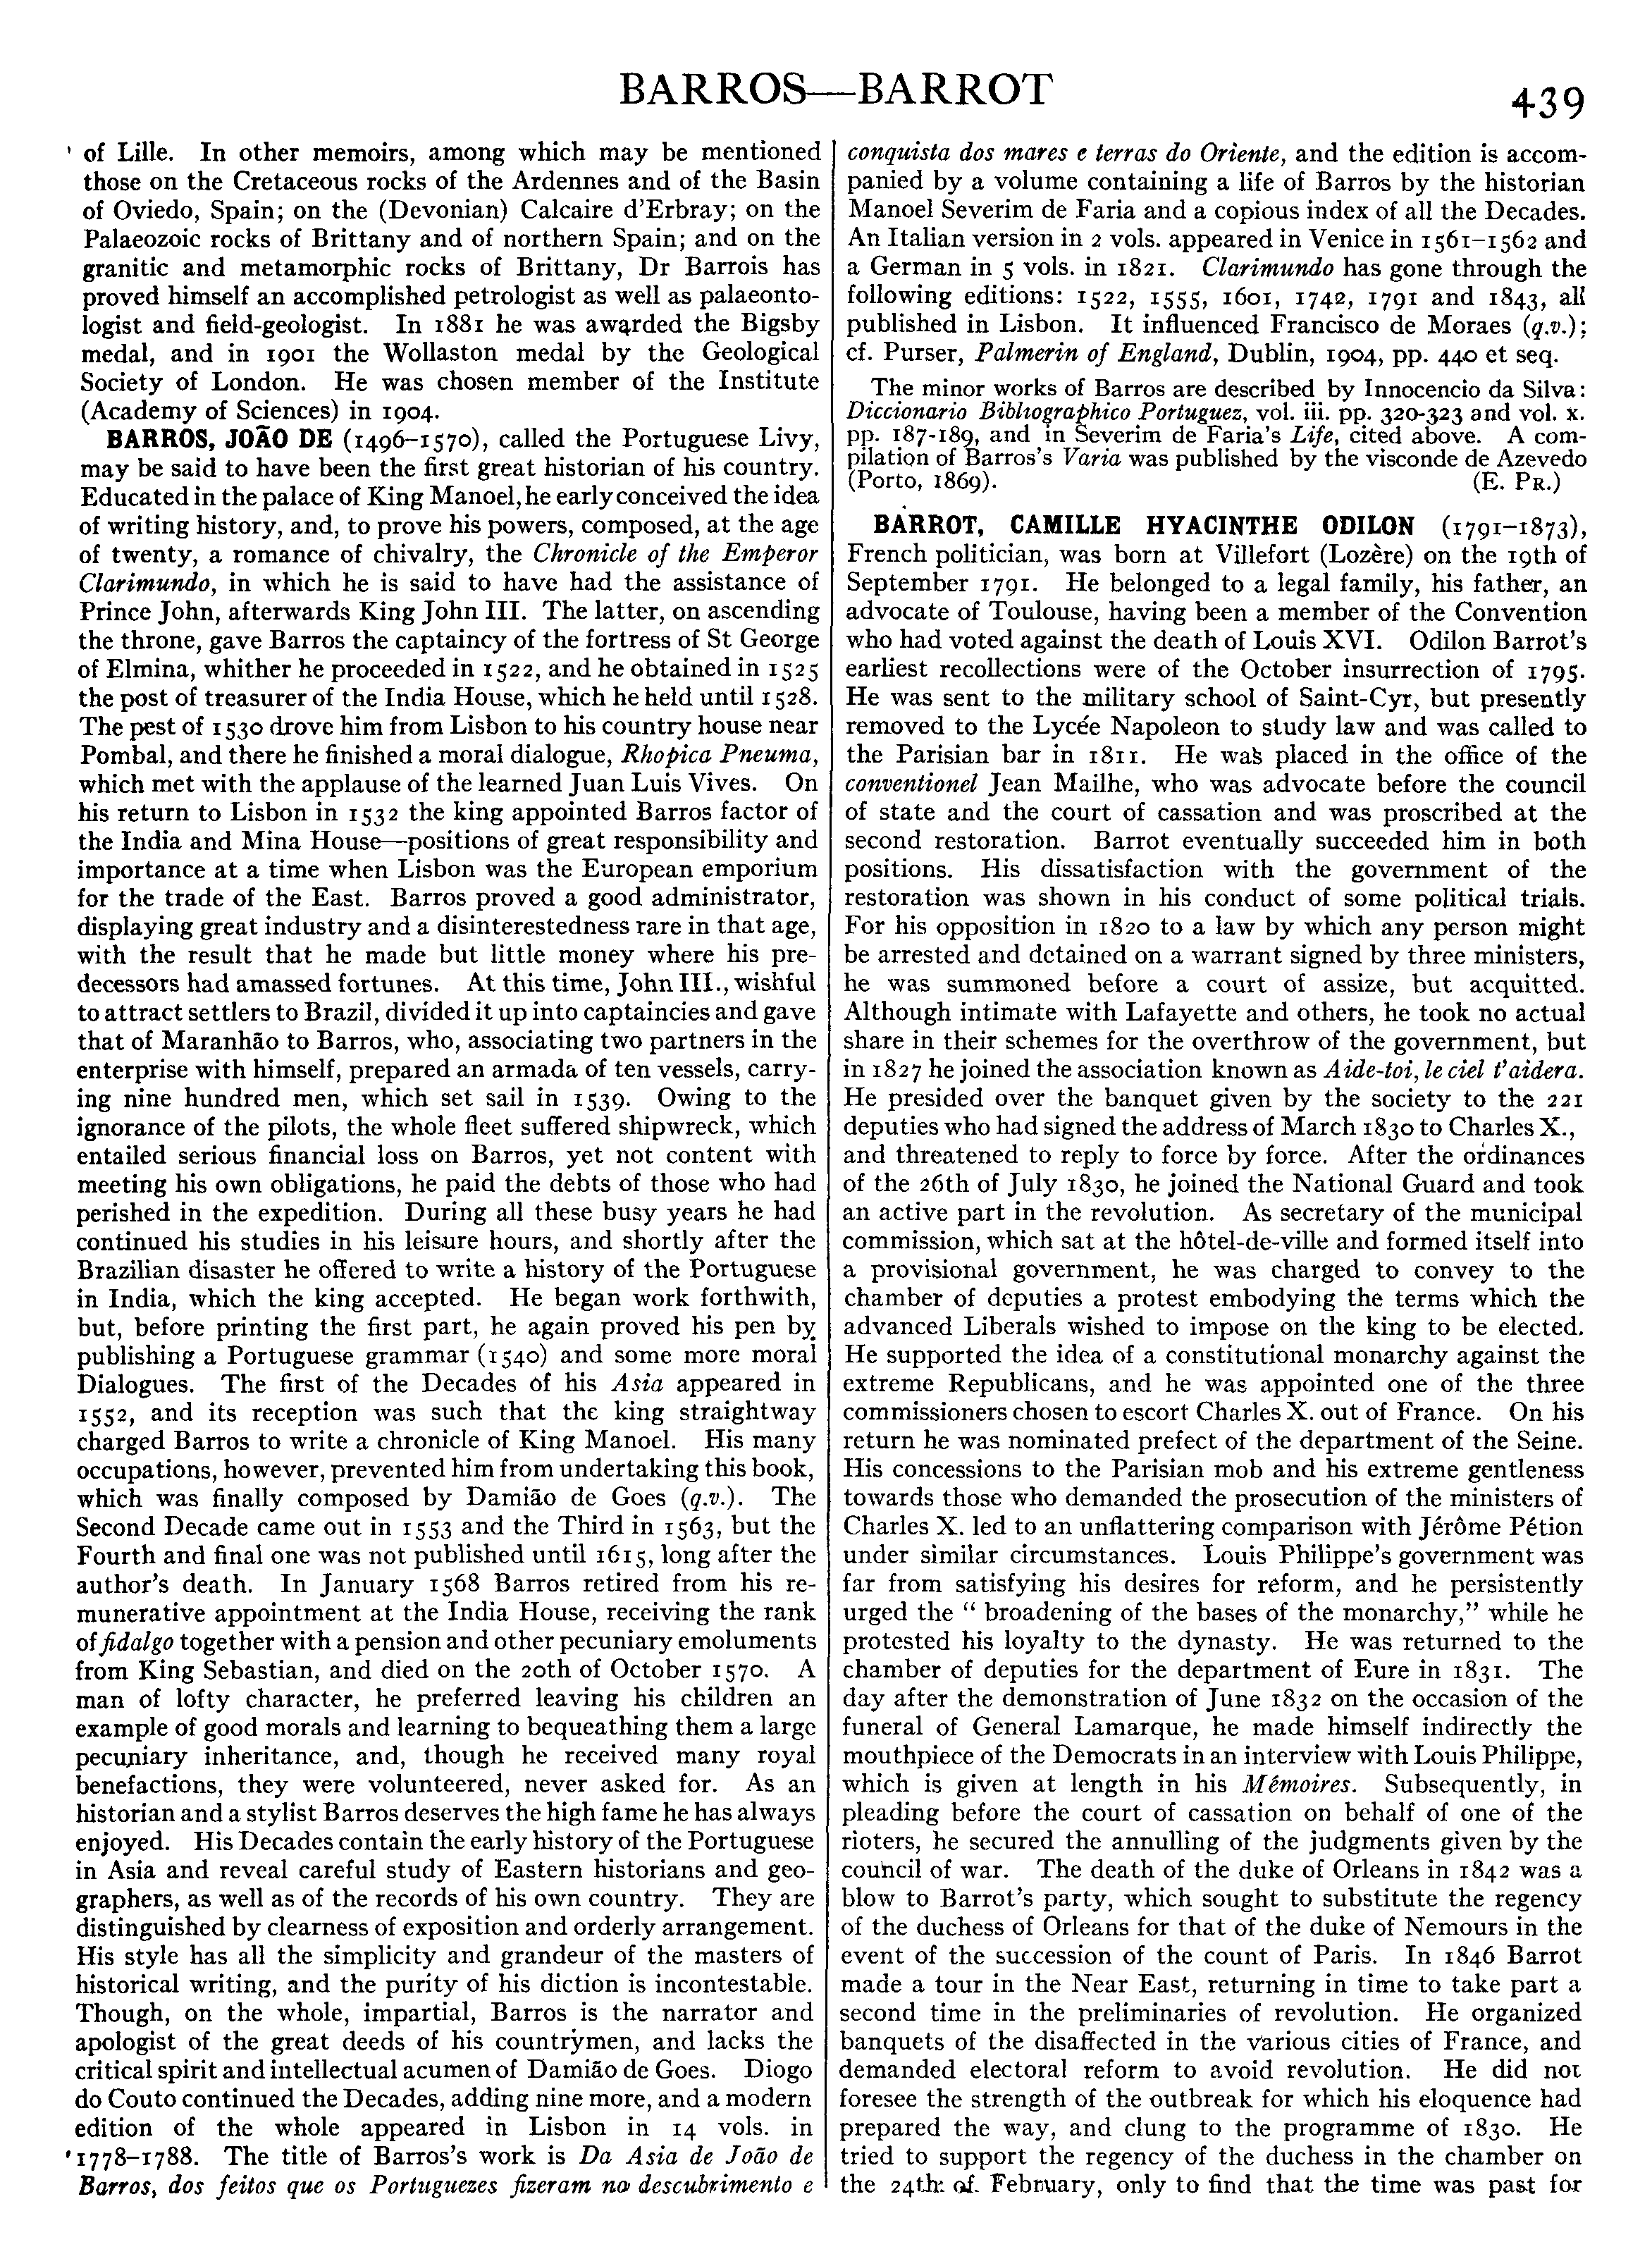 BARROS—BARROT
439
of Lille. In other memoirs, among which may be mentioned
those on the Cretaceous rocks of the Ardennes and of the Basin
of Oviedo, Spain; on the (Devonian) Calcaire d'Erbray; on the
Palaeozoic rocks of Brittany and of northern Spain; and on the
granitic and metamorphic rocks of Brittany, Dr Barrois has
proved himself an accomplished petrologist as well as palaeonto-
logist and field-geologist. In 1881 he was awarded the Bigsby
medal, and in 1901 the Wollaston medal by the Geological
Society of London. He was chosen member of the Institute
(Academy of Sciences) in 1904.
BARROS, JOÃO DE (1496–1570), called the Portuguese Livy,
may be said to have been the first great historian of his country.
Educated in the palace of King Manoel, he early conceived the idea
of writing history, and, to prove his powers, composed, at the age
of twenty, a romance of chivalry, the Chronicle of the Emperor
Clarimundo, in which he is said to have had the assistance of
Prince John, afterwards King John III. The latter, on ascending
the throne, gave Barros the captaincy of the fortress of St George
of Elmina, whither he proceeded in 1522, and he obtained in 1525
the post of treasurer of the India House, which he held until 1528.
The pest of 1530 drove him from Lisbon to his country house near
Pombal, and there he finished a moral dialogue, Rhopica Pneuma,
which met with the applause of the learned Juan Luis Vives. On
his return to Lisbon in 1532 the king appointed Barros factor of
the India and Mina House—positions of great responsibility and
importance at a time when Lisbon was the European emporium
for the trade of the East. Barros proved a good administrator,
displaying great industry and a disinterestedness rare in that age,
with the result that he made but little money where his pre-
decessors had amassed fortunes. At this time, John III., wishful
to attract settlers to Brazil, divided it up into captaincies and gave
that of Maranhão to Barros, who, associating two partners in the
enterprise with himself, prepared an armada of ten vessels, carry-
ing nine hundred men, which set sail in 1539. Owing to the
ignorance of the pilots, the whole fleet suffered shipwreck, which
entailed serious financial loss on Barros, yet not content with
meeting his own obligations, he paid the debts of those who had
perished in the expedition. During all these busy years he had
continued his studies in his leisure hours, and shortly after the
Brazilian disaster he offered to write a history of the Portuguese
in India, which the king accepted. He began work forthwith,
but, before printing the first part, he again proved his pen by
publishing a Portuguese grammar (1540) and some more moral
Dialogues. The first of the Decades of his Asia appeared in
1552, and its reception was such that the king straightway
charged Barros to write a chronicle of King Manoel. His many
occupations, however, prevented him from undertaking this book,
which was finally composed by Damião de Goes (q.v.). The
Second Decade came out in 1553 and the Third in 1563, but the
Fourth and final one was not published until 1615, long after the
author's death. In January 1568 Barros retired from his re-
munerative appointment at the India House, receiving the rank
of fidalgo together with a pension and other pecuniary emoluments
from King Sebastian, and died on the 20th of October 1570. A
man of lofty character, he preferred leaving his children an
example of good morals and learning to bequeathing them a large
pecuniary inheritance, and, though he received many royal
benefactions, they were volunteered, never asked for. As an
historian and a stylist Barros deserves the high fame he has always
enjoyed. His Decades contain the early history of the Portuguese
in Asia and reveal careful study of Eastern historians and geo-
graphers, as well as of the records of his own country. They are
distinguished by clearness of exposition and orderly arrangement.
His style has all the simplicity and grandeur of the masters of
historical writing, and the purity of his diction is incontestable.
Though, on the whole, impartial, Barros is the narrator and
apologist of the great deeds of his countrymen, and lacks the
critical spirit and intellectual acumen of Damião de Goes. Diogo
do Couto continued the Decades, adding nine more, and a modern
edition of the whole appeared in Lisbon in 14 vols. in
1778–1788. The title of Barros's work is Da Asia de João de
Barros, dos feitos que os Portuguezes fizeram no descubrimento e
conquista dos mares e terras do Oriente, and the edition is accom-
panied by a volume containing a life of Barros by the historian
Manoel Severim de Faria and a copious index of all the Decades.
An Italian version in 2 vols. appeared in Venice in 1561–1562 and
a German in 5 vols. in 1821. Clarimundo has gone through the
following editions: 1522, 1555, 1601, 1742, 1791 and 1843, all
published in Lisbon. It influenced Francisco de Moraes (q.v.);
cf. Purser, Palmerin of England, Dublin, 1904, pp. 440 et seq.
The minor works of Barros are described by Innocencio da Silva:
Diccionario Bibliographico Portuguez, vol. iii. pp. 320-323 and vol. x.
pp. 187-189, and in Severim de Faria's Life, cited above. A com-
pilation of Barros's Varia was published by the visconde de Azevedo
(Porto, 1869). (E. PR.)
BARROT, CAMILLE HYACINTHE ODILON (1791–1873),
French politician, was born at Villefort (Lozère) on the 19th of
September 1791. He belonged to a legal family, his father, an
advocate of Toulouse, having been a member of the Convention
who had voted against the death of Louis XVI. Odilon Barrot's
earliest recollections were of the October insurrection of 1795.
He was sent to the military school of Saint-Cyr, but presently
removed to the Lycée Napoleon to study law and was called to
the Parisian bar in 1811. He was placed in the office of the
conventionel Jean Mailhe, who was advocate before the council
of state and the court of cassation and was proscribed at the
second restoration. Barrot eventually succeeded him in both
positions. His dissatisfaction with the government of the
restoration was shown in his conduct of some political trials.
For his opposition in 1820 to a law by which any person might
be arrested and detained on a warrant signed by three ministers,
he was summoned before a court of assize, but acquitted.
Although intimate with Lafayette and others, he took no actual
share in their schemes for the overthrow of the government, but
in 1827 he joined the association known as Aide-toi, le ciel t'aidera.
He presided over the banquet given by the society to the 221
deputies who had signed the address of March 1830 to Charles X.,
and threatened to reply to force by force. After the ordinances
of the 26th of July 1830, he joined the National Guard and took
an active part in the revolution. As secretary of the municipal
commission, which sat at the hôtel-de-ville and formed itself into
a provisional government, he was charged to convey to the
chamber of deputies a protest embodying the terms which the
advanced Liberals wished to impose on the king to be elected.
He supported the idea of a constitutional monarchy against the
extreme Republicans, and he was appointed one of the three
commissioners chosen to escort Charles X. out of France. On his
return he was nominated prefect of the department of the Seine.
His concessions to the Parisian mob and his extreme gentleness
towards those who demanded the prosecution of the ministers of
Charles X. led to an unflattering comparison with Jérôme Pétion
under similar circumstances. Louis Philippe's government was
far from satisfying his desires for reform, and he persistently
urged the " broadening of the bases of the monarchy," while he
protested his loyalty to the dynasty. He was returned to the
chamber of deputies for the department of Eure in 1831. The
day after the demonstration of June 1832 on the occasion of the
funeral of General Lamarque, he made himself indirectly the
mouthpiece of the Democrats in an interview with Louis Philippe,
which is given at length in his Mémoires. Subsequently, in
pleading before the court of cassation on behalf of one of the
rioters, he secured the annulling of the judgments given by the
council of war. The death of the duke of Orleans in 1842 was a
blow to Barrot's party, which sought to substitute the regency
of the duchess of Orleans for that of the duke of Nemours in the
event of the succession of the count of Paris. In 1846 Barrot
made a tour in the Near East, returning in time to take part a
second time in the preliminaries of revolution. He organized
banquets of the disaffected in the various cities of France, and
demanded electoral reform to avoid revolution. He did not
foresee the strength of the outbreak for which his eloquence had
prepared the way, and clung to the programme of 1830. He
tried to support the regency of the duchess in the chamber on
the 24th of February, only to find that the time was past for